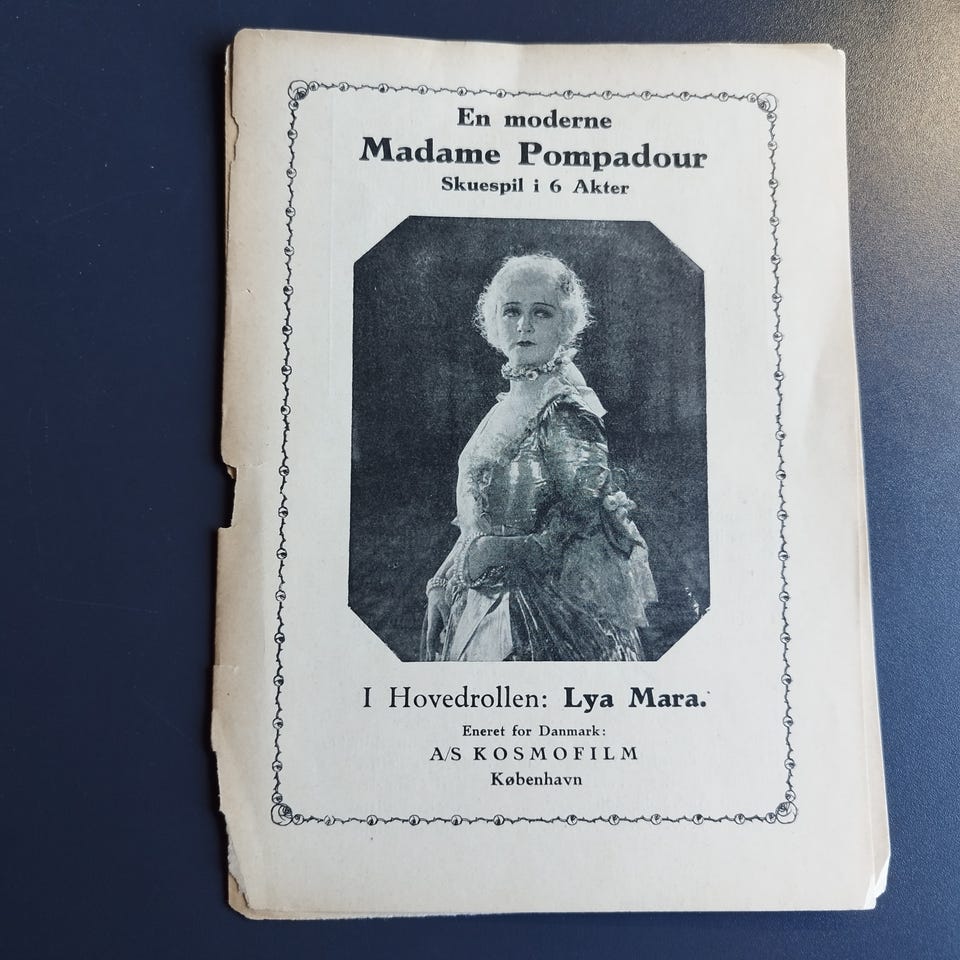 En moderne
Madame Pompadour
Skuespil i 6 Akter
I Hovedrollen: Lya Mara.
Eneret for Danmark:
A/S KOSMOFILM
København